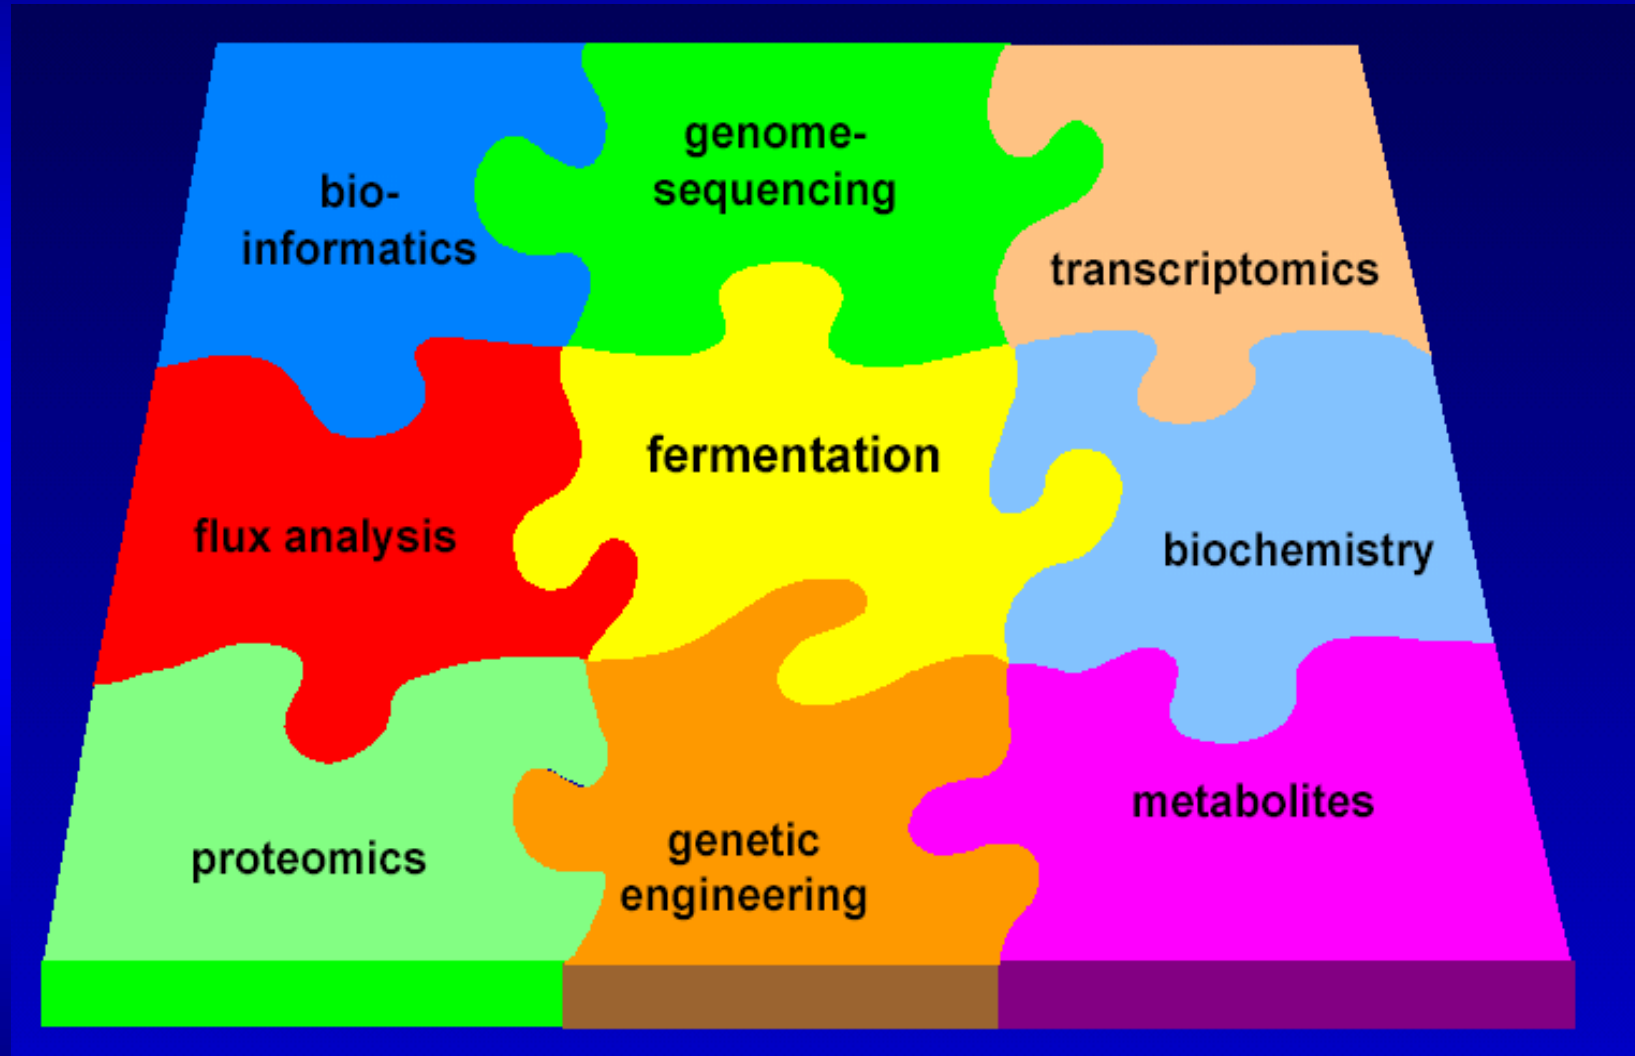 bio-
informatics
genome-
sequencing
transcriptomics
flux analysis
fermentation
biochemistry
proteomics
genetic
engineering
metabolites